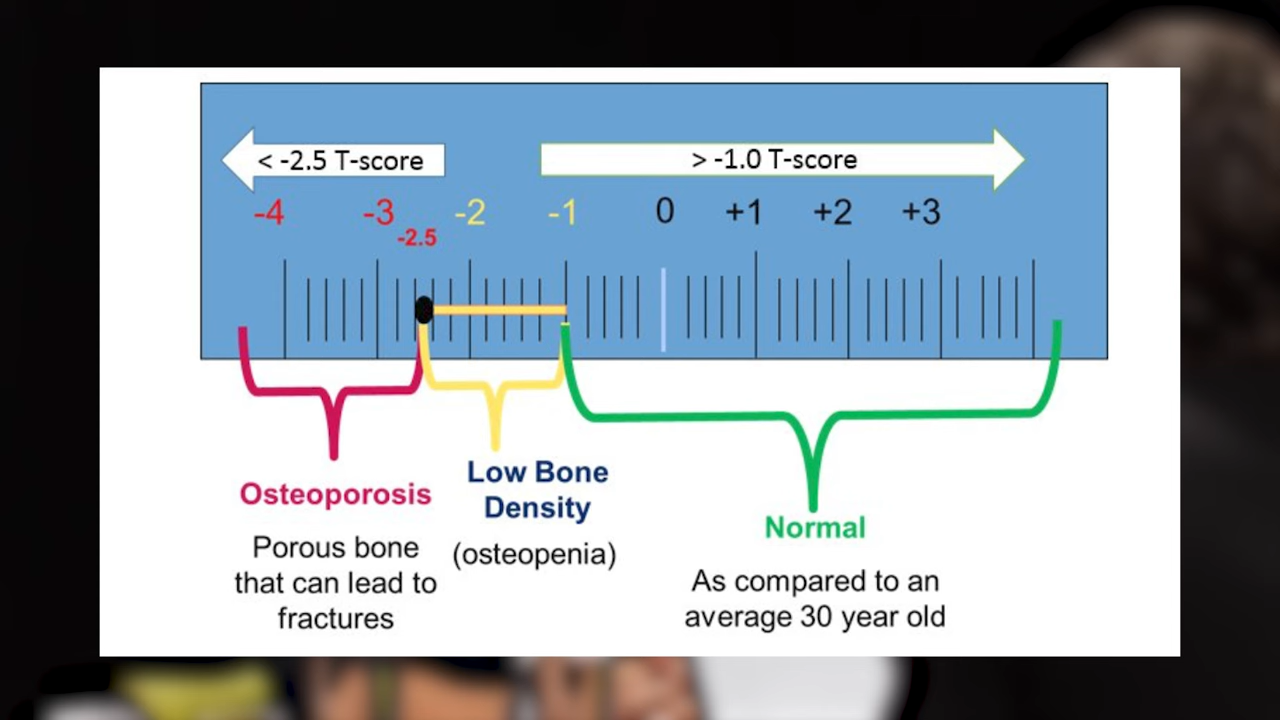 < -2.5 T-score
> -1.0 T-score
-4 -3 -2 -1 0 +1 +2 +3
-2.5
Osteoporosis
Porous bone
that can lead to
fractures
Low Bone
Density
(osteopenia)
Normal
As compared to an
average 30 year old